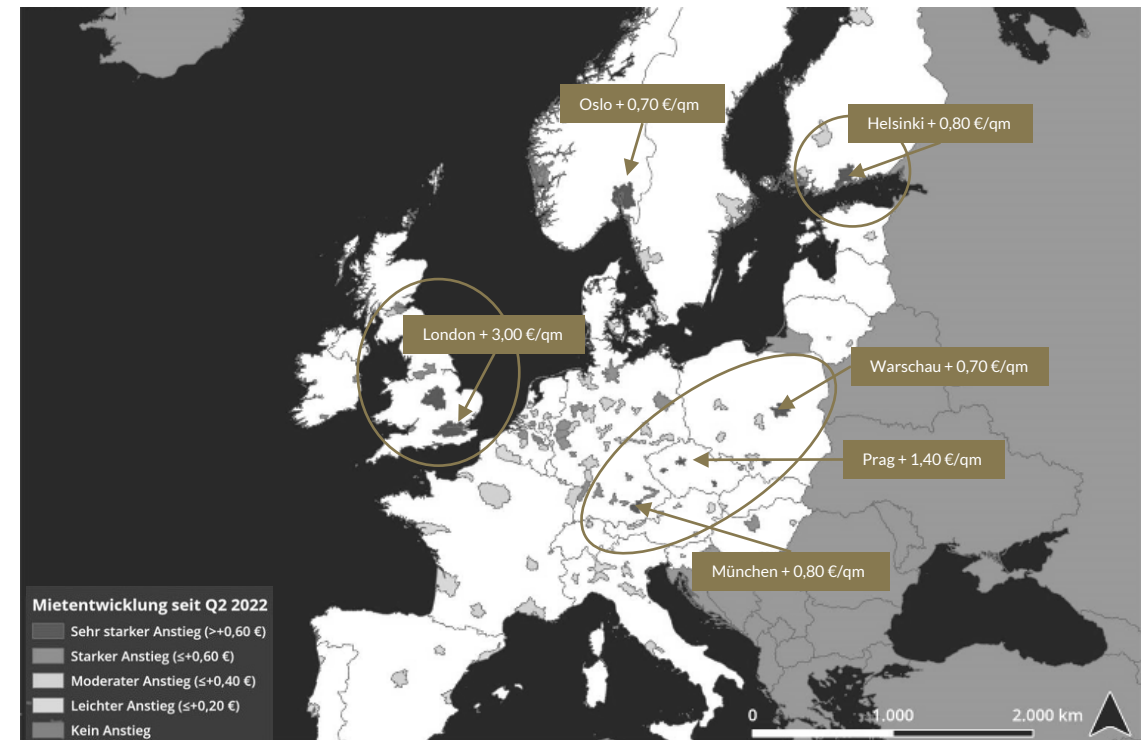 Oslo + 0,70 €/qm
Helsinki + 0,80 €/qm
London + 3,00 €/qm
Warschau + 0,70 €/qm
Prag + 1,40 €/qm
München + 0,80 €/qm
Mietentwicklung seit Q2 2022
Sehr starker Anstieg (>+0,60 €)
Starker Anstieg (≤+0,60 €)
Moderater Anstieg (≤+0,40 €)
Leichter Anstieg (≤+0,20 €)
Kein Anstieg
0 1.000 2.000 km